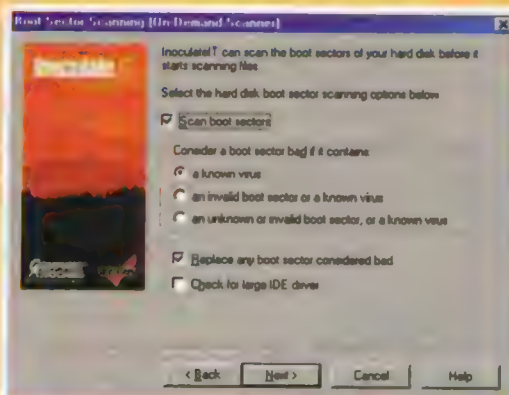 Boot Sector Scanning [On-Demand Scanner]
InoculateIT can scan the boot sectors of your hard disk before it
starts scanning files
Select the hard disk boot sector scanning options below
Scan boot sectors
Consider a boot sector bad if it contains:
a known virus
an invalid boot sector or a known virus
an unknown or invalid boot sector, or a known virus
Replace any boot sector considered bad
Check for large IDE driver
< Back
Next >
Cancel
Help